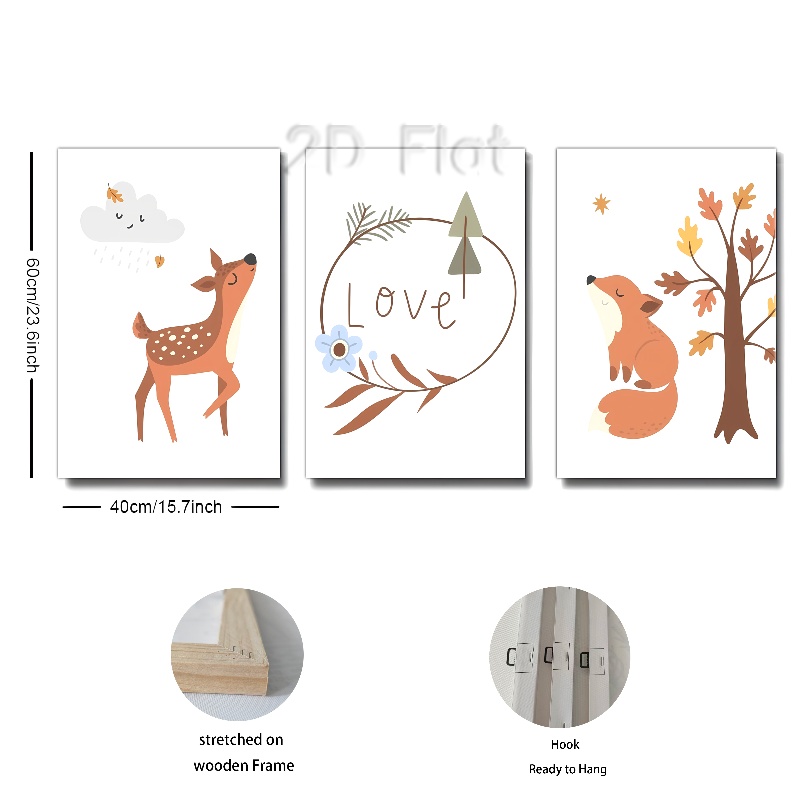 2D Flat
60cm/23.6inch
Love
40cm/15.7inch
stretched on
wooden Frame
Hook
Ready to Hang